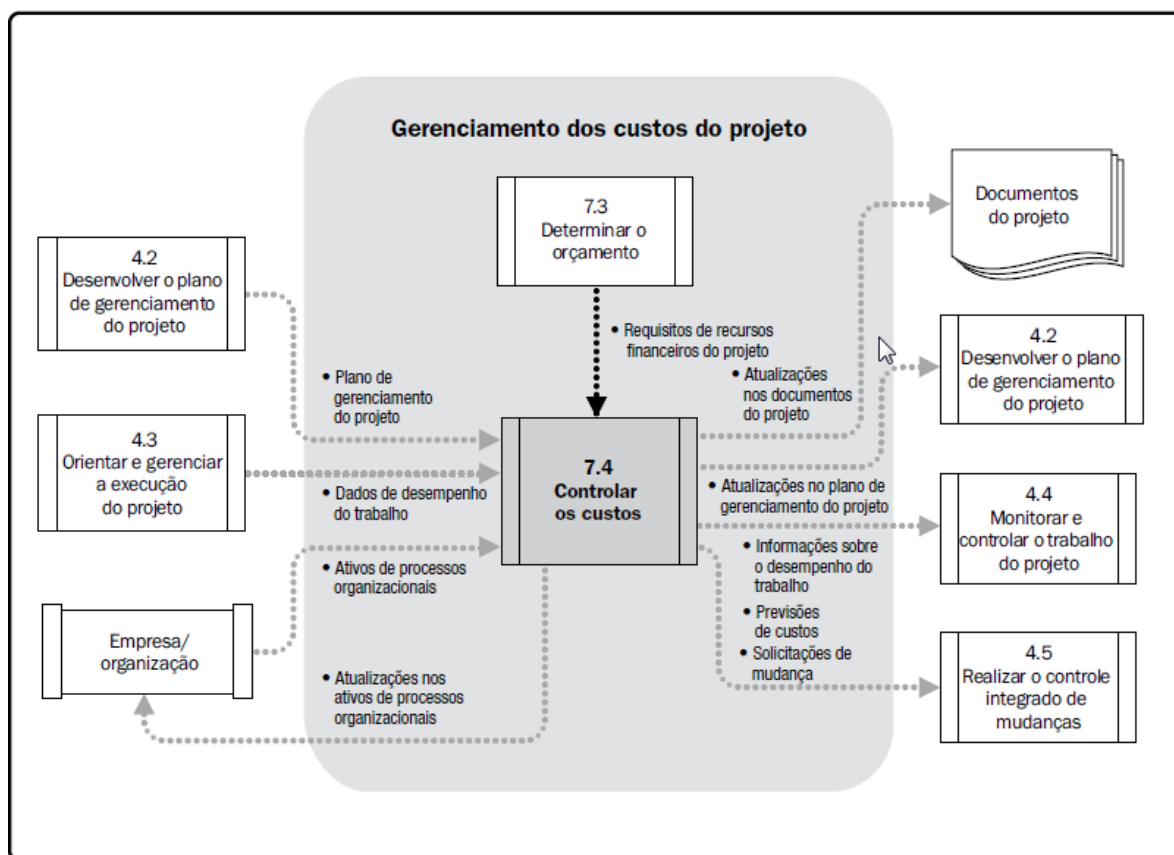 Gerenciamento dos custos do projeto
7.3
Determinar o
orçamento
4.2
Desenvolver o plano
de gerenciamento
do projeto
4.3
Orientar e gerenciar
a execução
do projeto
Empresa/
organização
• Plano de
gerenciamento
do projeto
• Dados de desempenho
do trabalho
• Ativos de processos
organizacionais
• Atualizações nos
ativos de processos
organizacionais
• Requisitos de recursos
financeiros do projeto
7.4
Controlar
os custos
• Atualizações
nos documentos
do projeto
• Atualizações no plano de
gerenciamento do projeto
• Informações sobre
o desempenho do
trabalho
• Previsões
de custos
• Solicitações de
mudança
Documentos
do projeto
4.2
Desenvolver o plano
de gerenciamento
do projeto
4.4
Monitorar e
controlar o trabalho
do projeto
4.5
Realizar o controle
integrado de
mudanças